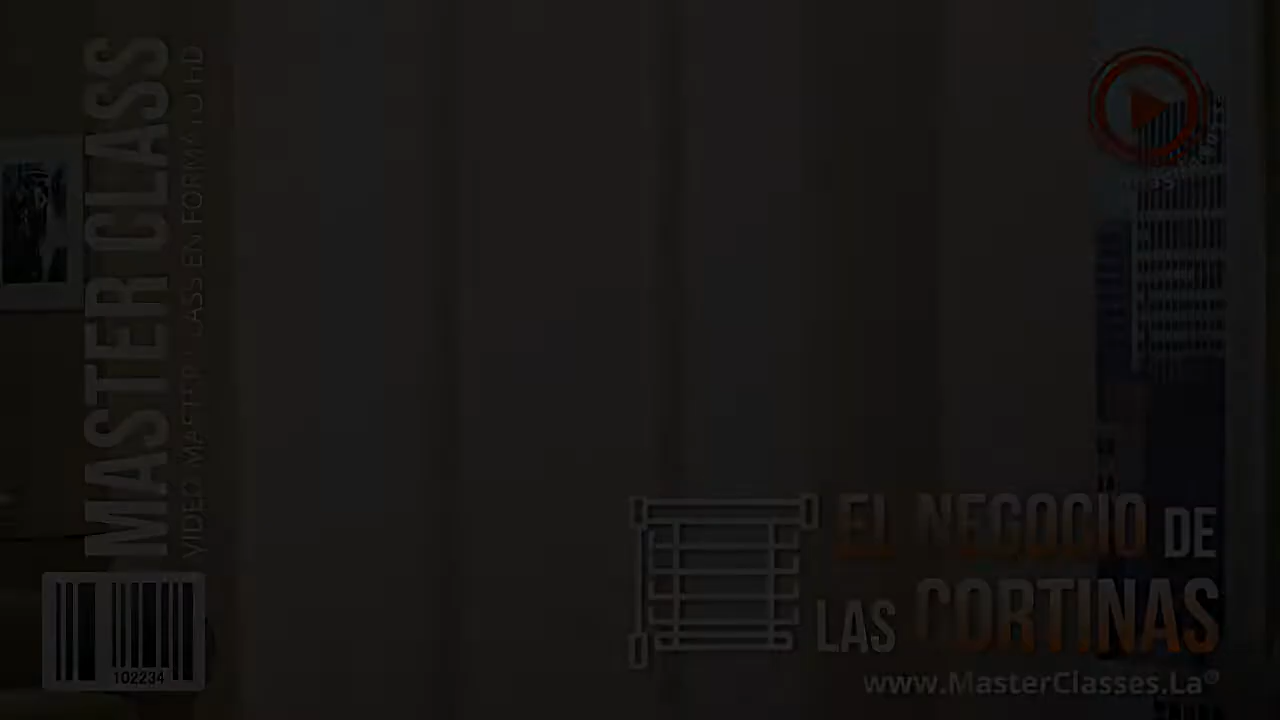 MASTER CLASS
VIDEO MASTER CLASS EN FORMATO HD
102234
EL NEGOCIO DE
LAS CORTINAS
www.MasterClasses.La®